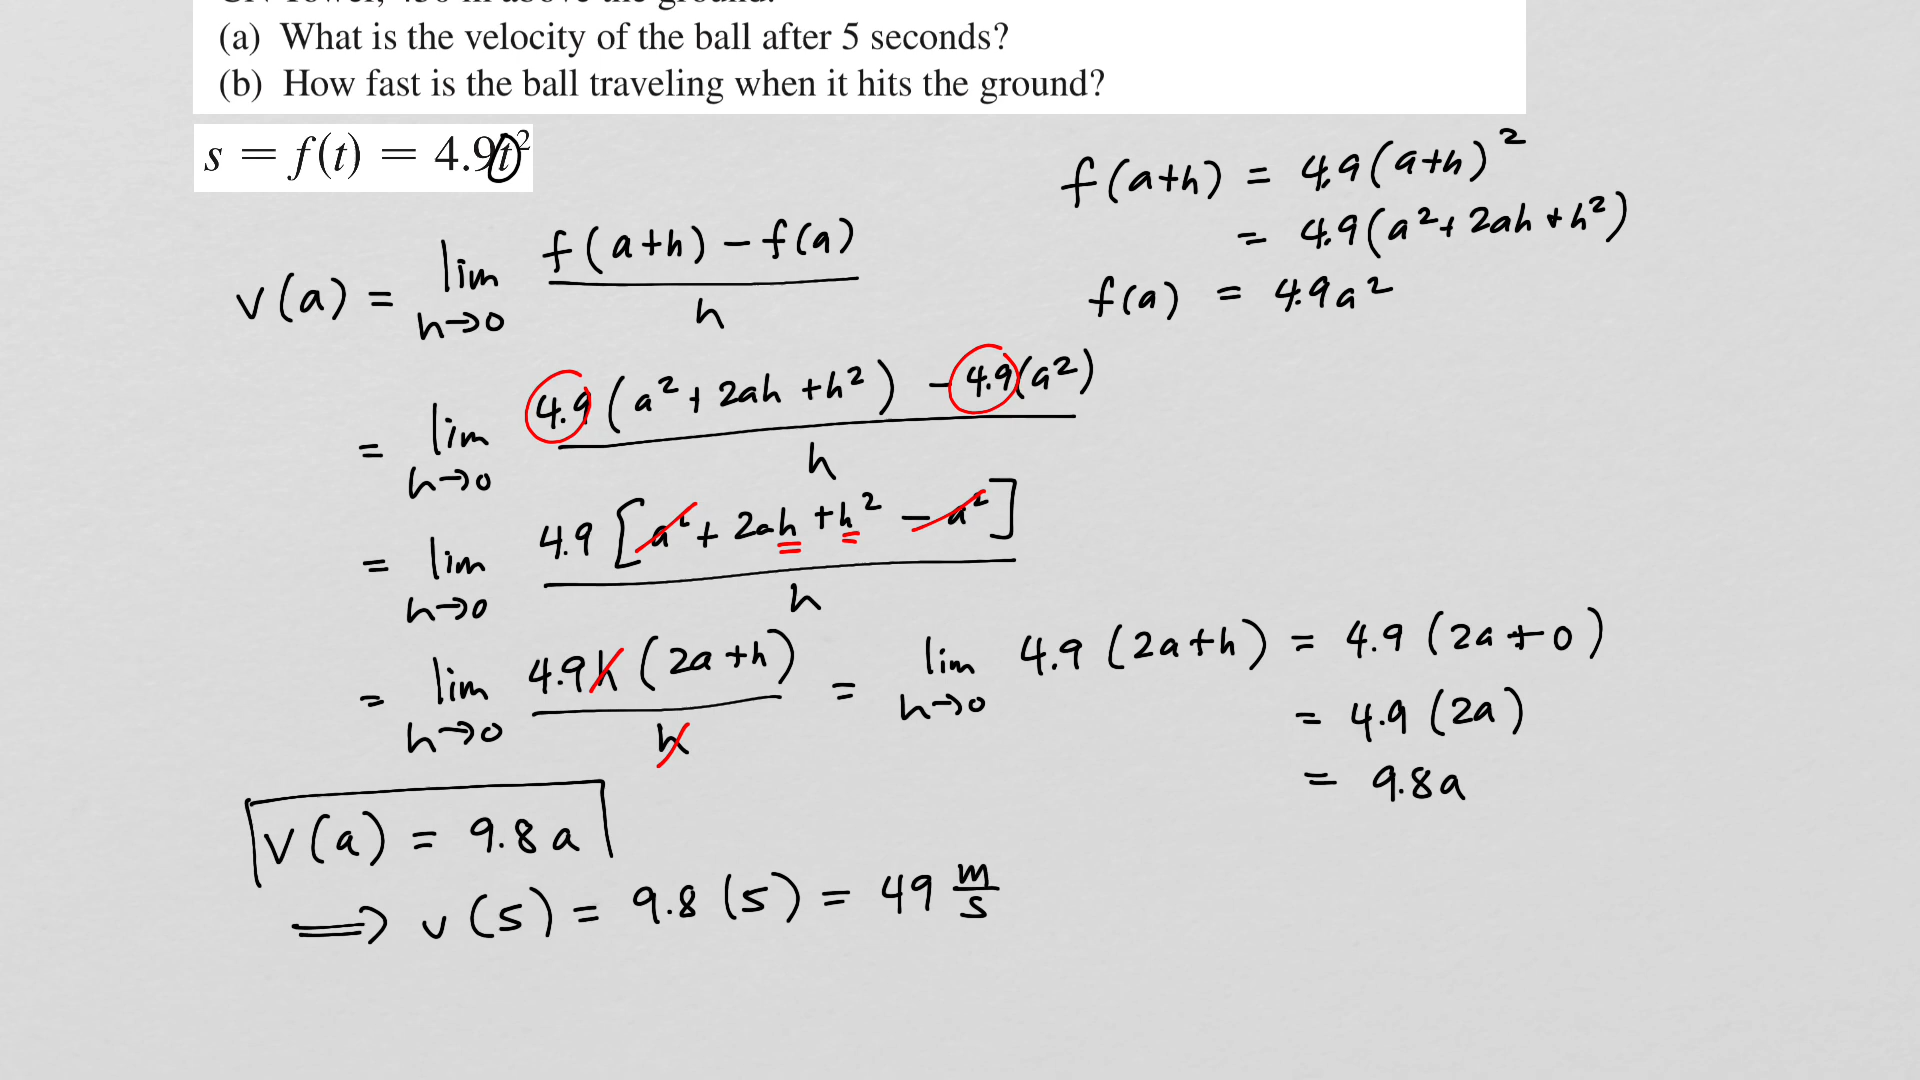 (a) What is the velocity of the ball after 5 seconds?
(b) How fast is the ball traveling when it hits the ground?
s = f(t) = 4.9t²
f(a+h) = 4.9(a+h)²
= 4.9(a²+2ah+h²)
f(a) = 4.9a²
v(a) = lim h→0 f(a+h) − f(a) / h
= lim h→0 4.9(a²+2ah+h²) − 4.9(a²) / h
= lim h→0 4.9[a²+2ah+h²−a²] / h
= lim h→0 4.9h(2a+h) / h = lim h→0 4.9(2a+h) = 4.9(2a+0)
= 4.9(2a)
= 9.8a
v(a) = 9.8a
⟹ v(5) = 9.8(5) = 49 m/s